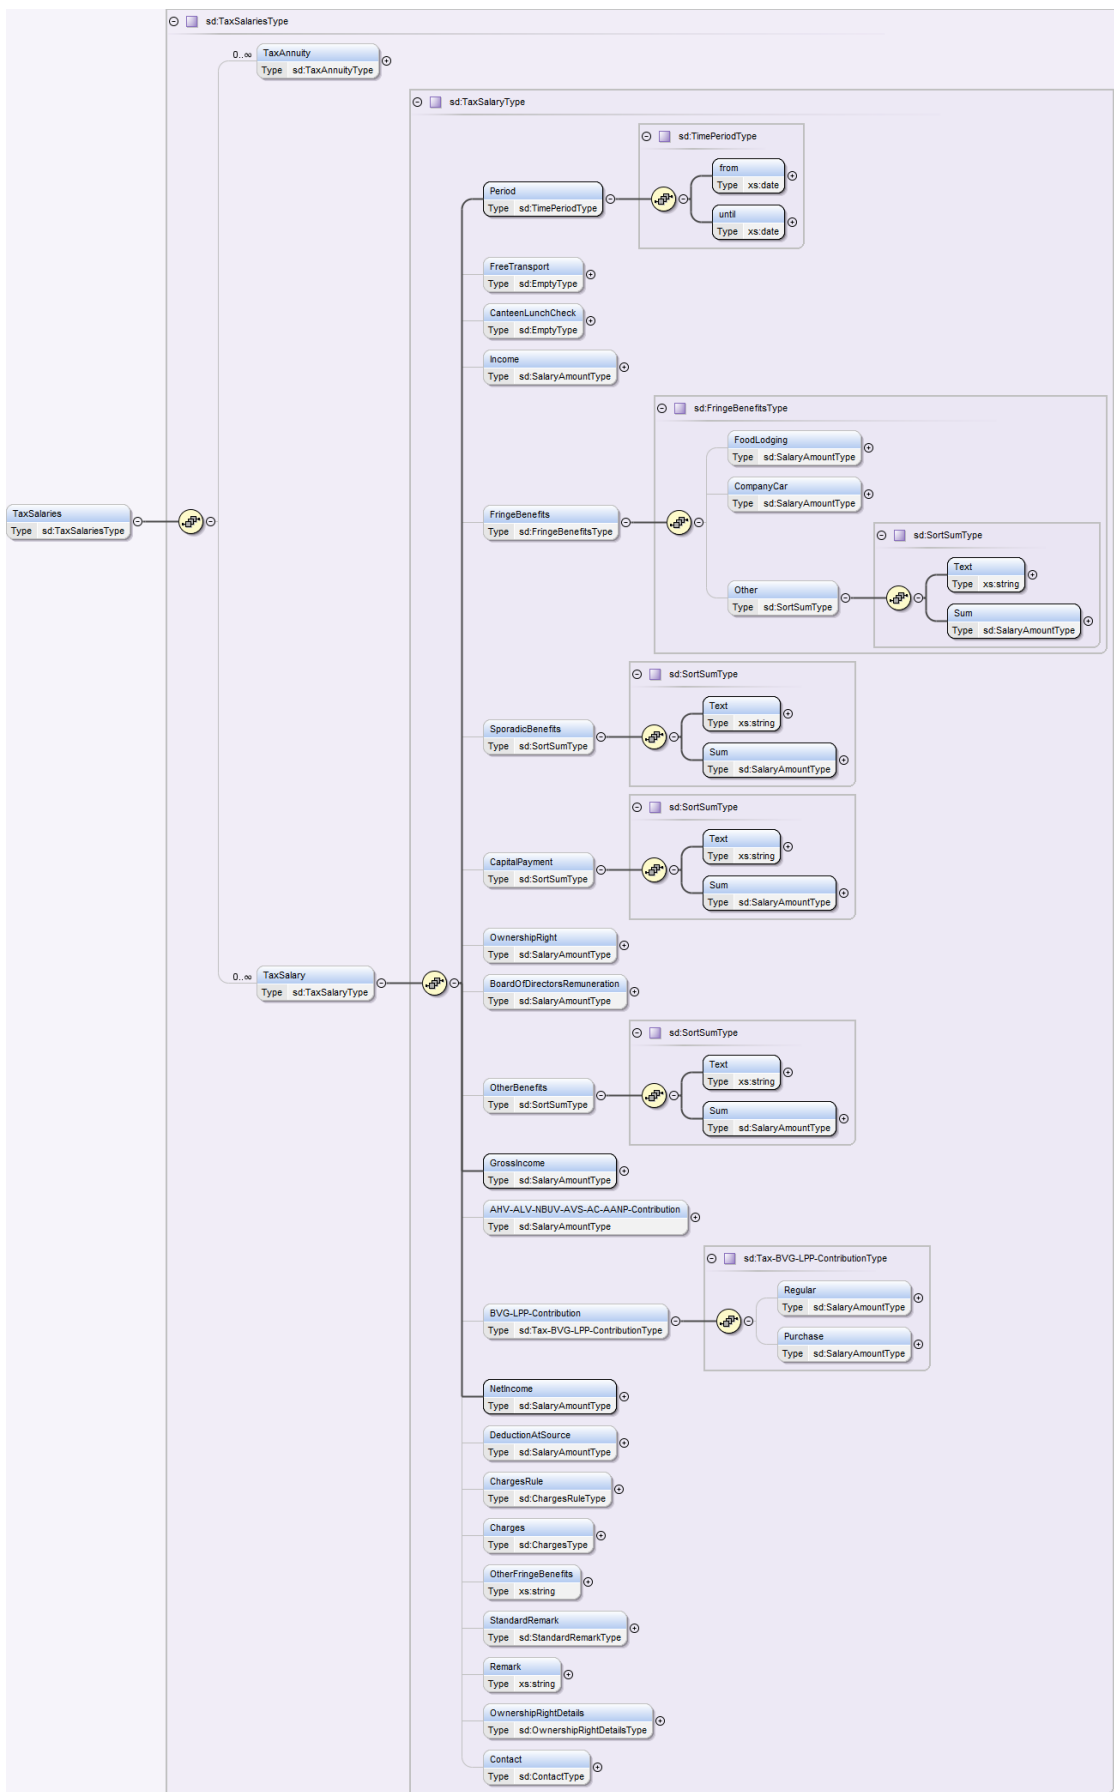 sd:TaxSalariesType
0..∞
TaxAnnuity
Type sd:TaxAnnuityType
sd:TaxSalaryType
sd:TimePeriodType
from
Type xs:date
Period
Type sd:TimePeriodType
until
Type xs:date
FreeTransport
Type sd:EmptyType
CanteenLunchCheck
Type sd:EmptyType
Income
Type sd:SalaryAmountType
sd:FringeBenefitsType
FoodLodging
Type sd:SalaryAmountType
CompanyCar
Type sd:SalaryAmountType
TaxSalaries
Type sd:TaxSalariesType
FringeBenefits
Type sd:FringeBenefitsType
sd:SortSumType
Text
Type xs:string
Other
Type sd:SortSumType
Sum
Type sd:SalaryAmountType
sd:SortSumType
Text
Type xs:string
SporadicBenefits
Type sd:SortSumType
Sum
Type sd:SalaryAmountType
sd:SortSumType
Text
Type xs:string
CapitalPayment
Type sd:SortSumType
Sum
Type sd:SalaryAmountType
OwnershipRight
Type sd:SalaryAmountType
0..∞
TaxSalary
Type sd:TaxSalaryType
BoardOfDirectorsRemuneration
Type sd:SalaryAmountType
sd:SortSumType
Text
Type xs:string
OtherBenefits
Type sd:SortSumType
Sum
Type sd:SalaryAmountType
GrossIncome
Type sd:SalaryAmountType
AHV-ALV-NBUV-AVS-AC-AANP-Contribution
Type sd:SalaryAmountType
sd:Tax-BVG-LPP-ContributionType
Regular
Type sd:SalaryAmountType
BVG-LPP-Contribution
Type sd:Tax-BVG-LPP-ContributionType
Purchase
Type sd:SalaryAmountType
NetIncome
Type sd:SalaryAmountType
DeductionAtSource
Type sd:SalaryAmountType
ChargesRule
Type sd:ChargesRuleType
Charges
Type sd:ChargesType
OtherFringeBenefits
Type xs:string
StandardRemark
Type sd:StandardRemarkType
Remark
Type xs:string
OwnershipRightDetails
Type sd:OwnershipRightDetailsType
Contact
Type sd:ContactType